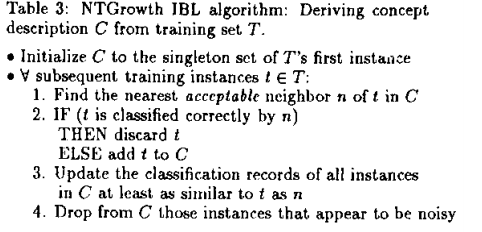 Table 3: NTGrowth IBL algorithm: Deriving concept
description C from training set T.
• Initialize C to the singleton set of T's first instance
• ∀ subsequent training instances t ∈ T:
1. Find the nearest acceptable neighbor n of t in C
2. IF (t is classified correctly by n)
THEN discard t
ELSE add t to C
3. Update the classification records of all instances
in C at least as similar to t as n
4. Drop from C those instances that appear to be noisy